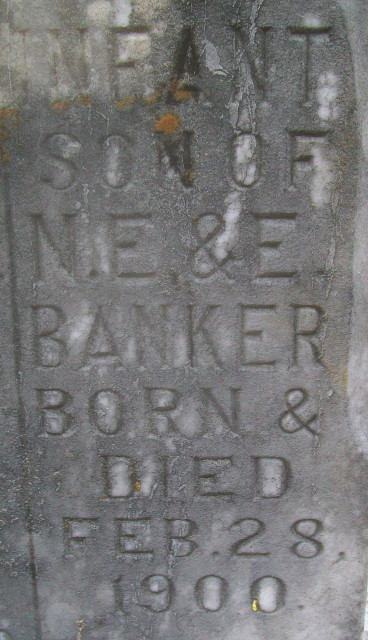 INFANT
SON OF
N.E. & E.
BANKER
BORN &
DIED
FEB. 28,
1900